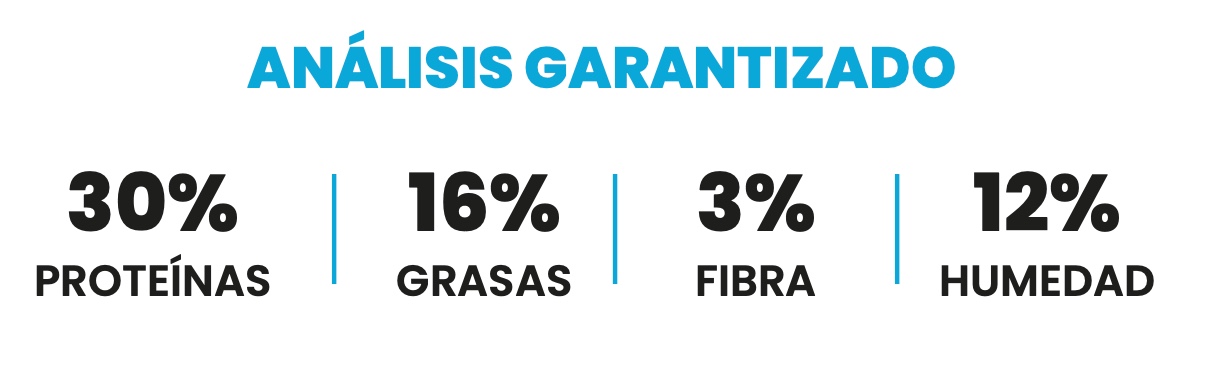 ANÁLISIS GARANTIZADO
30% 16% 3% 12%
PROTEÍNAS GRASAS FIBRA HUMEDAD